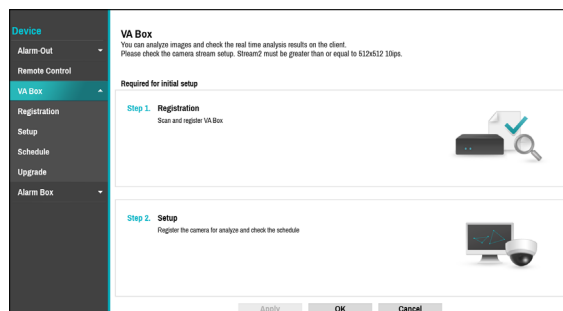 Device
Alarm-Out
Remote Control
VA Box
Registration
Setup
Schedule
Upgrade
Alarm Box
VA Box
You can analyze images and check the real time analysis results on the client.
Please check the camera stream setup. Stream2 must be greater than or equal to 512x512 10ips.
Required for initial setup
Step 1. Registration
Scan and register VA Box
Step 2. Setup
Register the camera for analyze and check the schedule
Apply OK Cancel